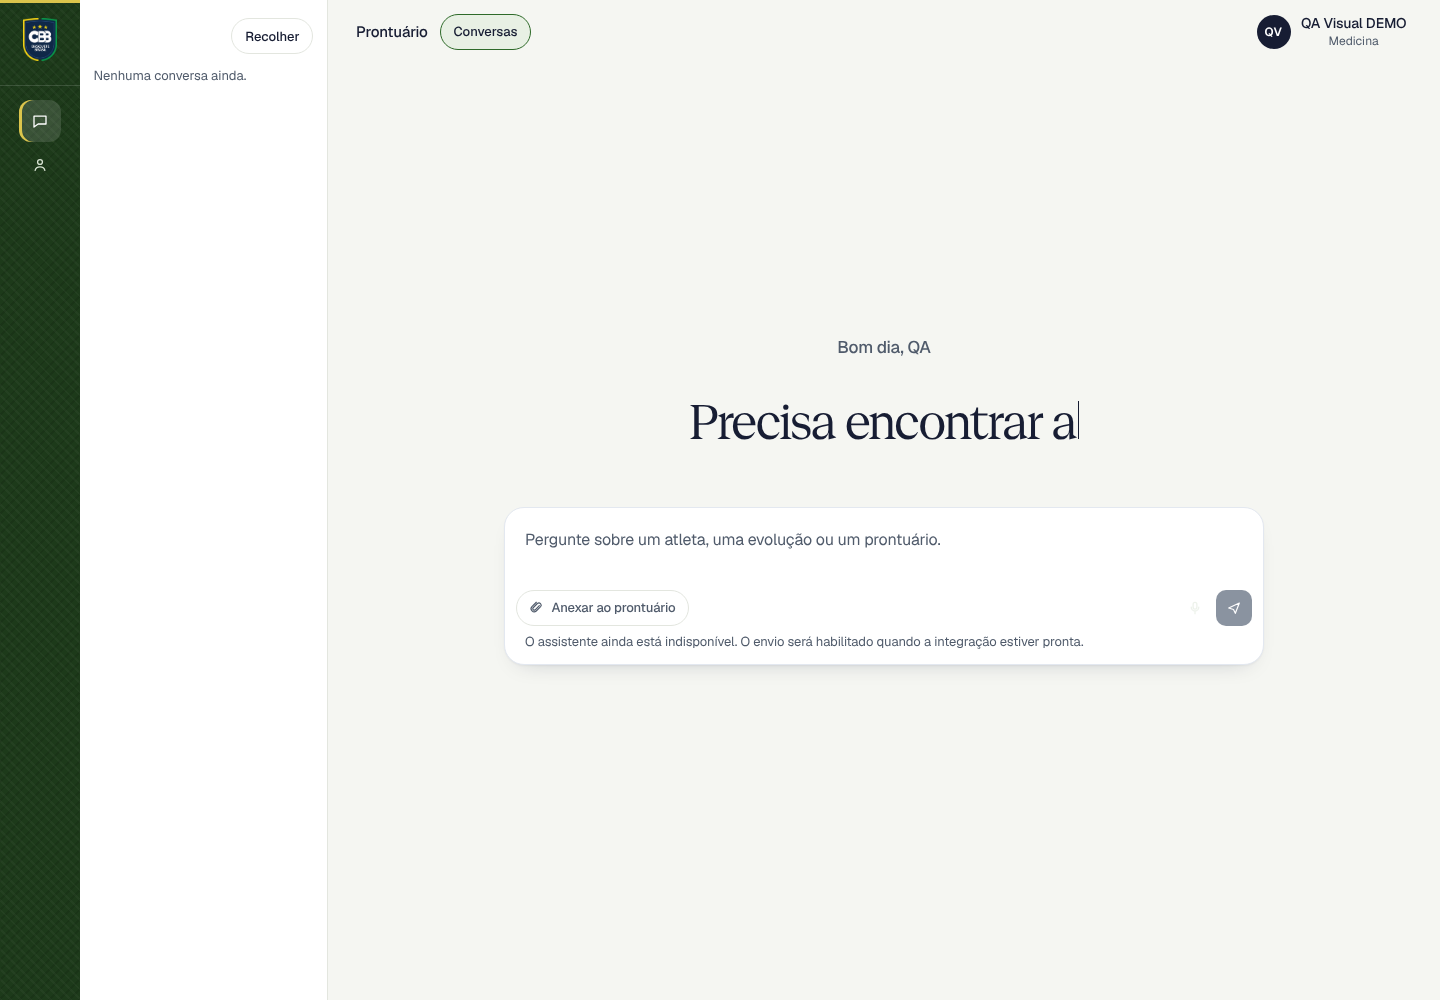 CBB
Recolher
Nenhuma conversa ainda.
Prontuário
Conversas
QV
QA Visual DEMO
Medicina
Bom dia, QA
Precisa encontrar a
Pergunte sobre um atleta, uma evolução ou um prontuário.
Anexar ao prontuário
O assistente ainda está indisponível. O envio será habilitado quando a integração estiver pronta.